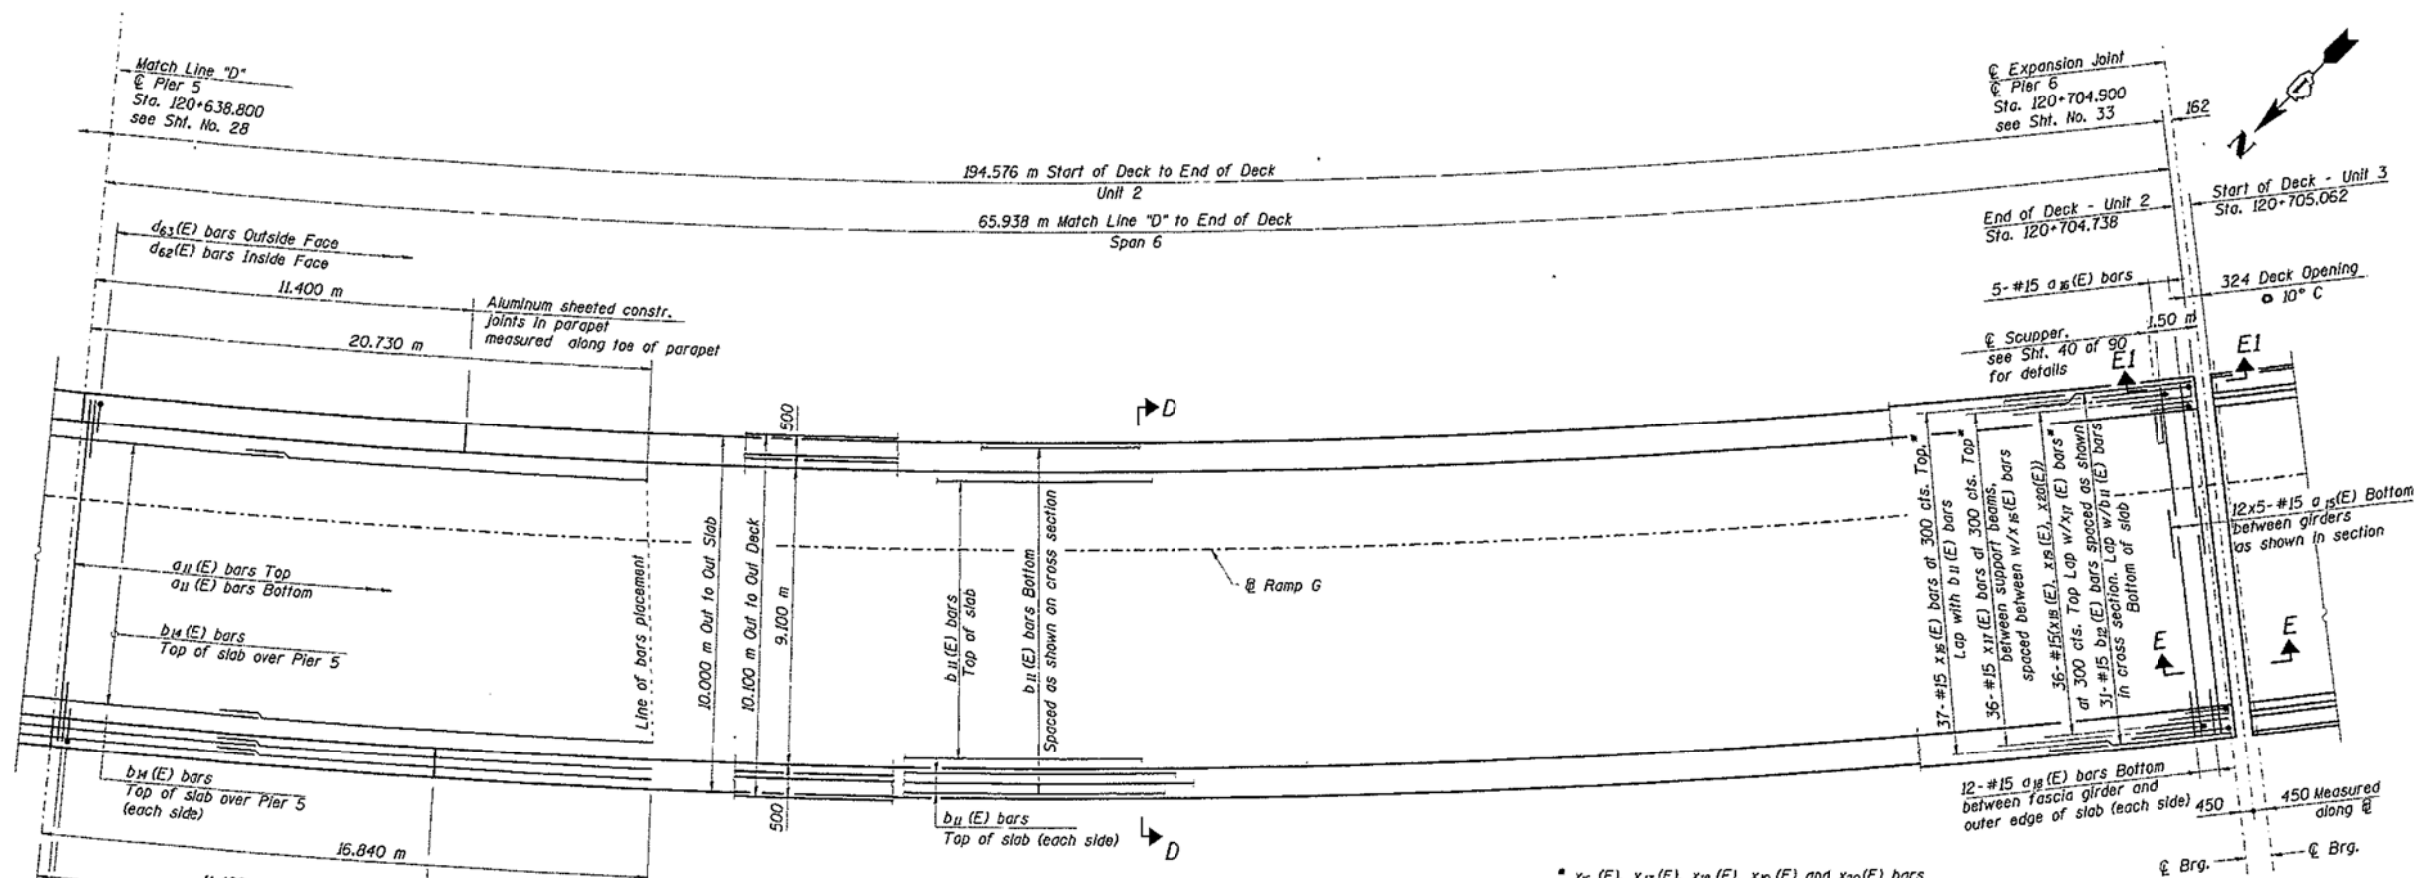 Match Line "D"
℄ Pier 5
Sta. 120+638.800
see Sht. No. 28
℄ Expansion Joint
℄ Pier 6
Sta. 120+704.900
see Sht. No. 33
162
N
194.576 m Start of Deck to End of Deck
Unit 2
65.938 m Match Line "D" to End of Deck
Span 6
End of Deck - Unit 2
Sta. 120+704.738
Start of Deck - Unit 3
Sta. 120+705.062
d63(E) bars Outside Face
d62(E) bars Inside Face
11.400 m
Aluminum sheeted constr.
joints in parapet
measured along toe of parapet
20.730 m
5-#15 a16(E) bars
324 Deck Opening
@ 10° C
1.50 m
℄ Scupper,
see Sht. 40 of 90
for details
E1
E1
D
500
10.000 m Out to Out Slab
10.100 m Out to Out Deck
9.100 m
500
Line of bars placement
a11(E) bars Top
a11(E) bars Bottom
b14(E) bars
Top of slab over Pier 5
b11(E) bars
Top of slab
b11(E) bars Bottom
Spaced as shown on cross section
℄ Ramp G
37-#15 x16(E) bars at 300 cts. Top,*
Lap with b11(E) bars
36-#15 x17(E) bars at 300 cts. Top*
between support beams,
spaced between w/x16(E) bars
36-#15(x18(E), x19(E), x20(E)) bars*
at 300 cts. Top Lap w/x17(E) bars
31-#15 b12(E) bars spaced as shown
in cross section. Lap w/b11(E) bars
Bottom of slab
12x5-#15 a15(E) Bottom
between girders
as shown in section
E
E
b14(E) bars
Top of slab over Pier 5
(each side)
b11(E) bars
Top of slab (each side)
D
12-#15 a18(E) bars Bottom
between fascia girder and
outer edge of slab (each side)
450
450 Measured
along ℄
16.840 m
℄ Brg.
℄ Brg.
(E), x17(E), x18(E), x19(E) and x20(E) bars